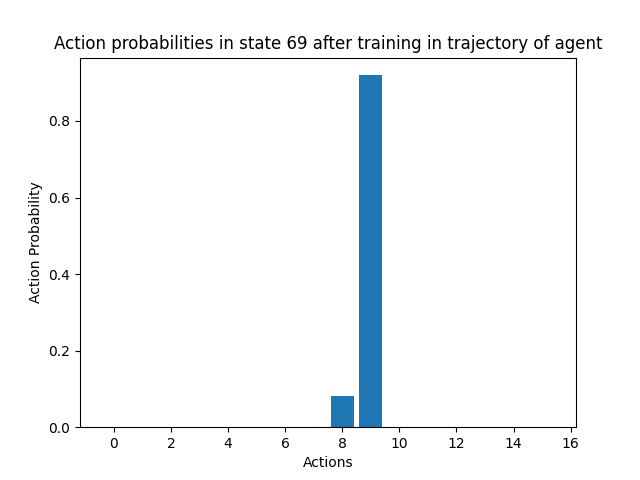 Action probabilities in state 69 after training in trajectory of agent
Action Probability
0.8
0.6
0.4
0.2
0.0
0 2 4 6 8 10 12 14 16
Actions